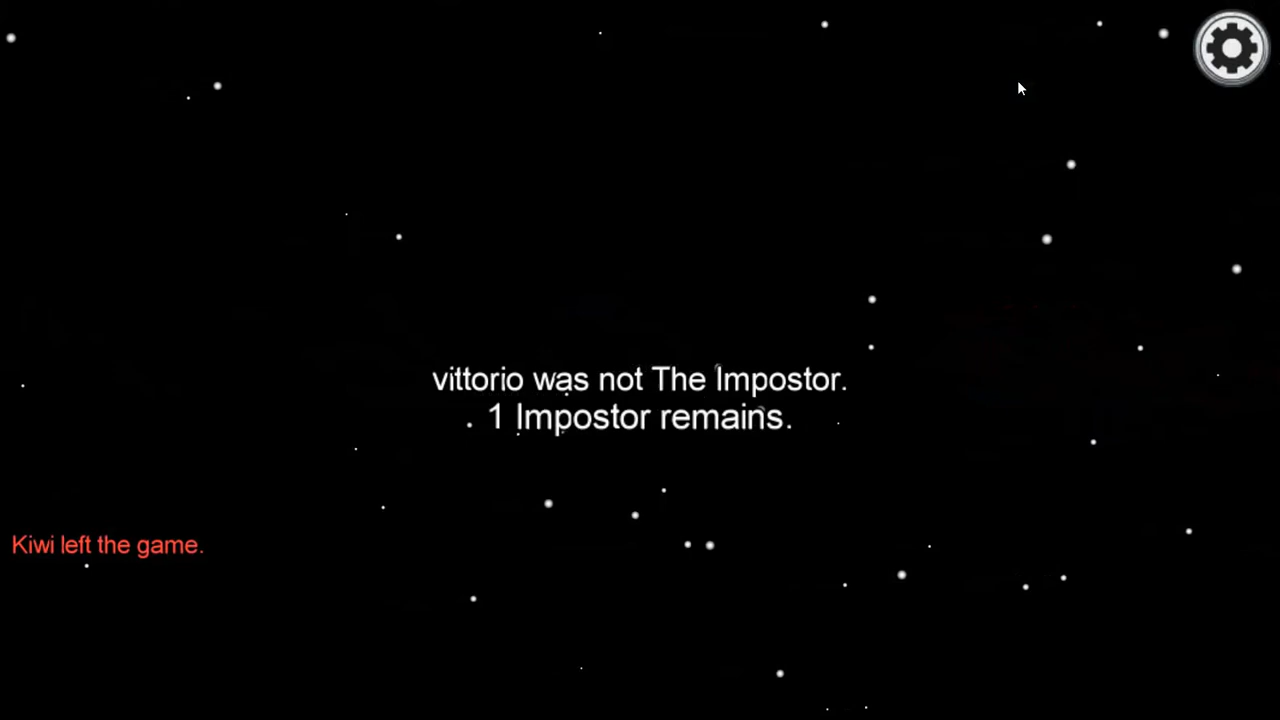 vittorio was not The Impostor.
1 Impostor remains.
Kiwi left the game.